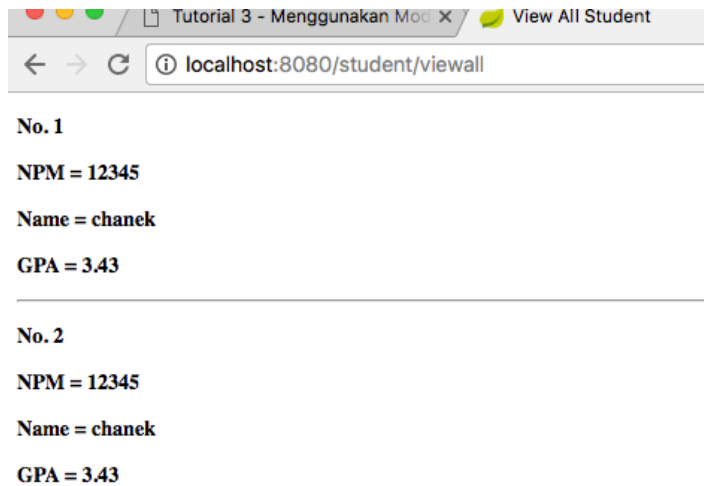 Tutorial 3 - Menggunakan Mod
View All Student
localhost:8080/student/viewall
No. 1
NPM = 12345
Name = chanek
GPA = 3.43
No. 2
NPM = 12345
Name = chanek
GPA = 3.43